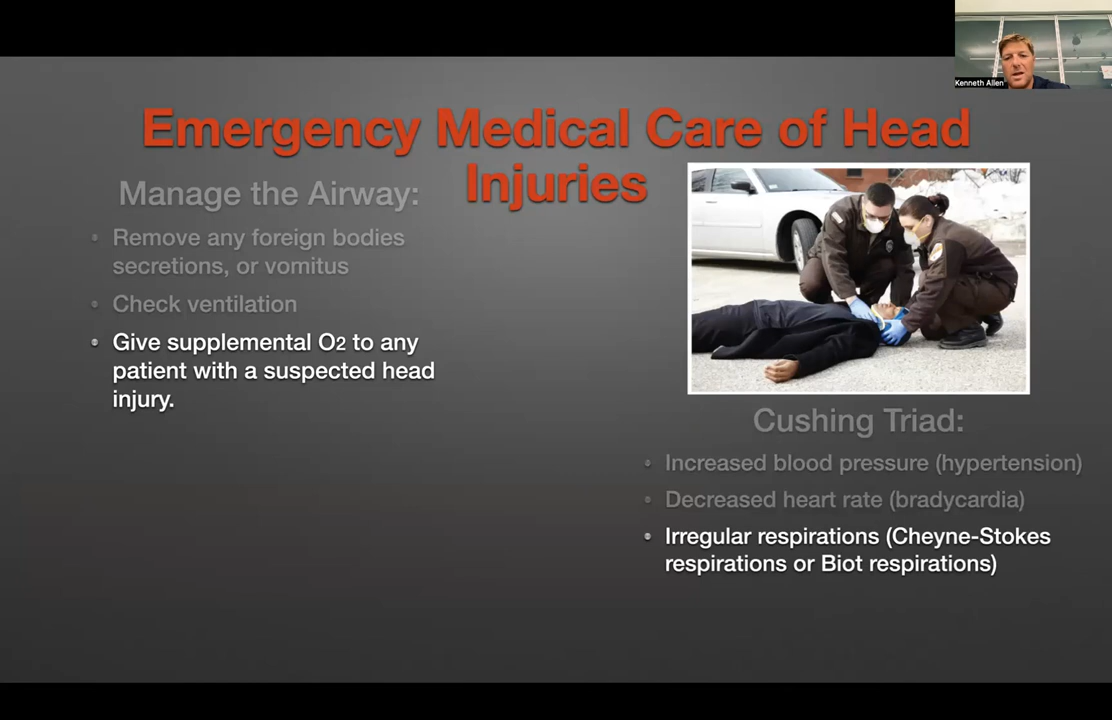 Kenneth Allen
Emergency Medical Care of Head
Injuries
Manage the Airway:
• Remove any foreign bodies
secretions, or vomitus
• Check ventilation
• Give supplemental O2 to any
patient with a suspected head
injury.
Cushing Triad:
• Increased blood pressure (hypertension)
• Decreased heart rate (bradycardia)
• Irregular respirations (Cheyne-Stokes
respirations or Biot respirations)